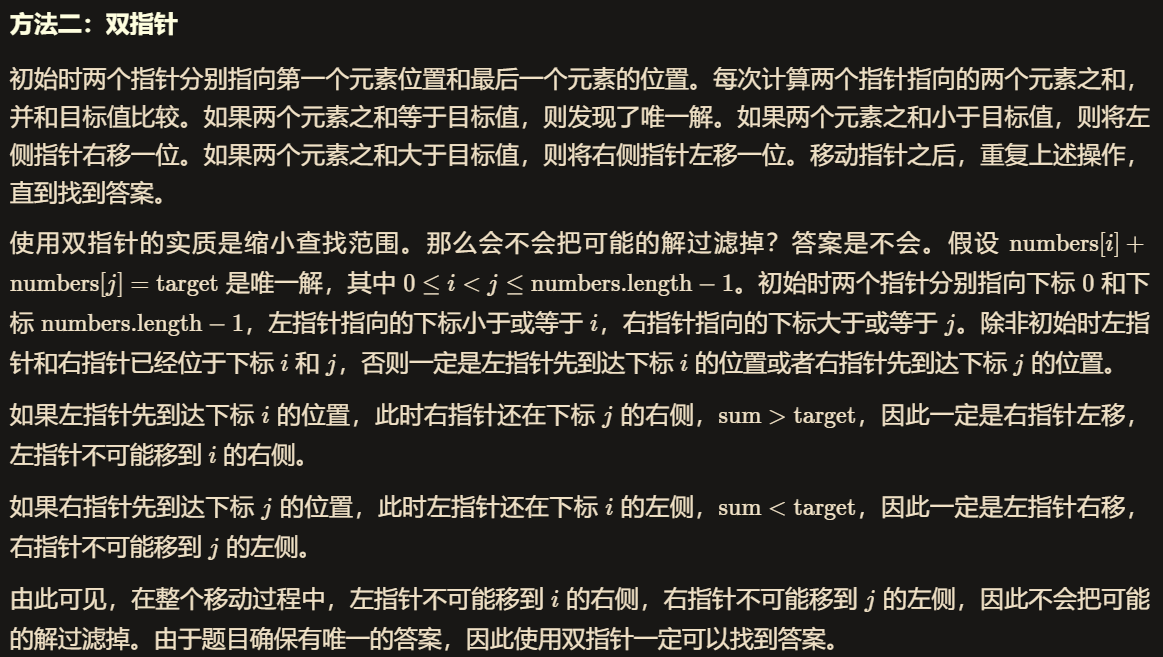 方法二：双指针
初始时两个指针分别指向第一个元素位置和最后一个元素的位置。每次计算两个指针指向的两个元素之和，
并和目标值比较。如果两个元素之和等于目标值，则发现了唯一解。如果两个元素之和小于目标值，则将左
侧指针右移一位。如果两个元素之和大于目标值，则将右侧指针左移一位。移动指针之后，重复上述操作，
直到找到答案。
使用双指针的实质是缩小查找范围。那么会不会把可能的解过滤掉？答案是不会。假设 numbers[i] +
numbers[j] = target 是唯一解，其中 0 ≤ i < j ≤ numbers.length − 1。初始时两个指针分别指向下标 0 和下
标 numbers.length − 1，左指针指向的下标小于或等于 i，右指针指向的下标大于或等于 j。除非初始时左指
针和右指针已经位于下标 i 和 j，否则一定是左指针先到达下标 i 的位置或者右指针先到达下标 j 的位置。
如果左指针先到达下标 i 的位置，此时右指针还在下标 j 的右侧，sum > target，因此一定是右指针左移，
左指针不可能移到 i 的右侧。
如果右指针先到达下标 j 的位置，此时左指针还在下标 i 的左侧，sum < target，因此一定是左指针右移，
右指针不可能移到 j 的左侧。
由此可见，在整个移动过程中，左指针不可能移到 i 的右侧，右指针不可能移到 j 的左侧，因此不会把可能
的解过滤掉。由于题目确保有唯一的答案，因此使用双指针一定可以找到答案。